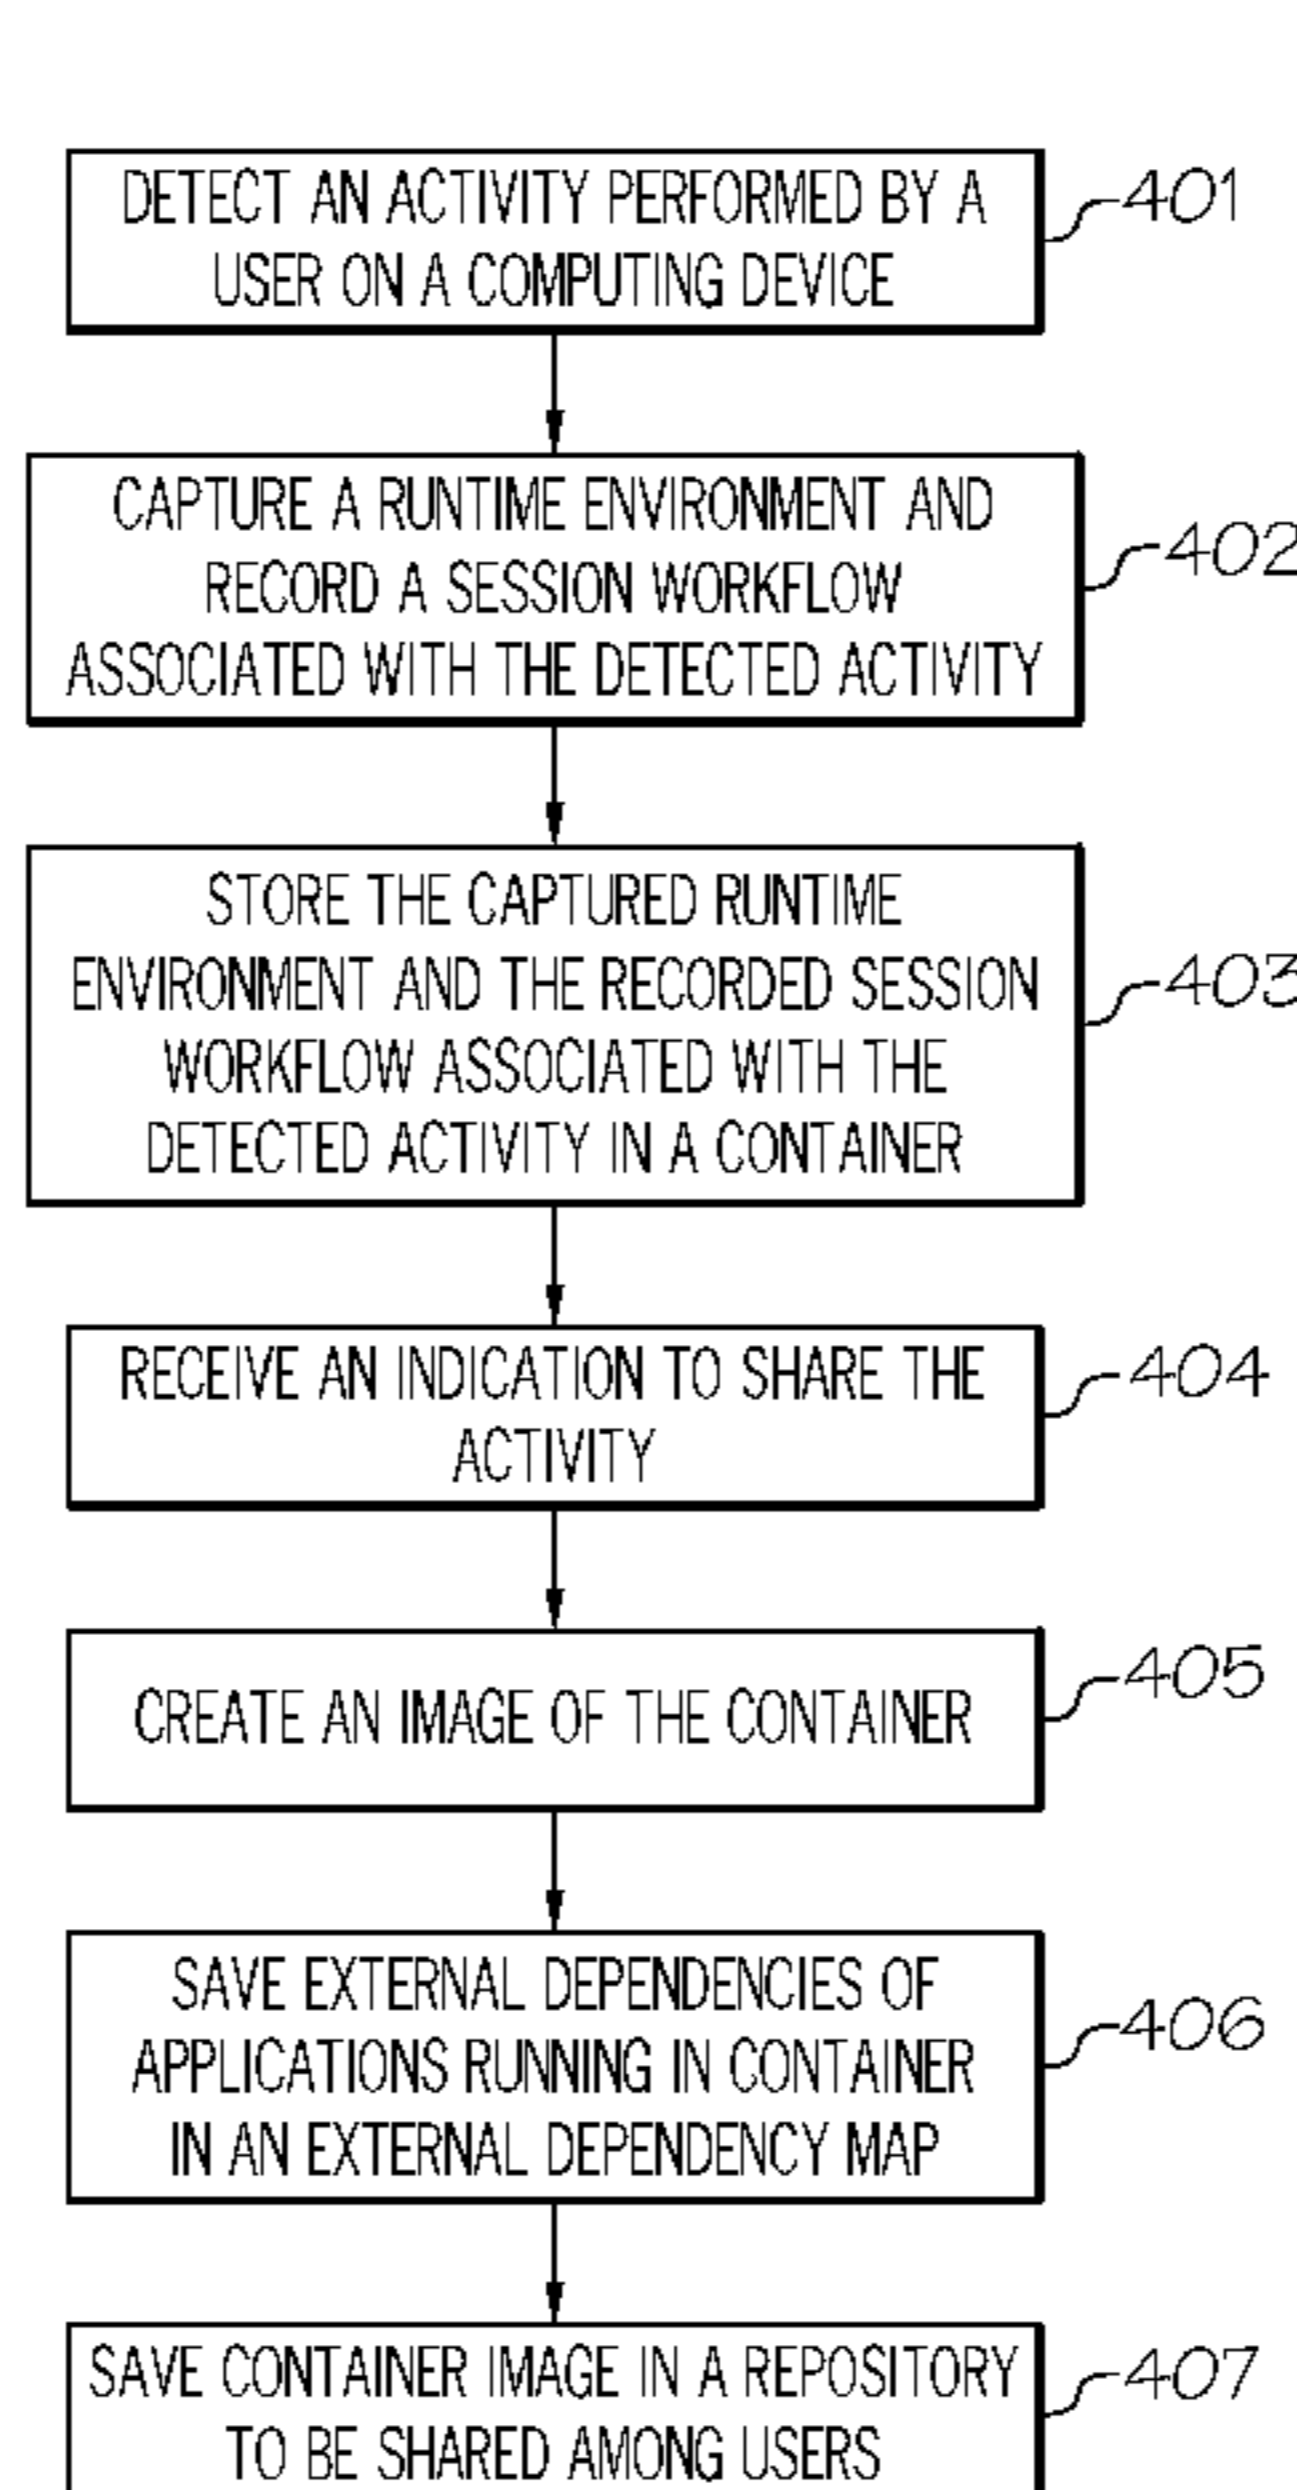 DETECT AN ACTIVITY PERFORMED BY A
USER ON A COMPUTING DEVICE
401
CAPTURE A RUNTIME ENVIRONMENT AND
RECORD A SESSION WORKFLOW
ASSOCIATED WITH THE DETECTED ACTIVITY
402
STORE THE CAPTURED RUNTIME
ENVIRONMENT AND THE RECORDED SESSION
WORKFLOW ASSOCIATED WITH THE
DETECTED ACTIVITY IN A CONTAINER
403
RECEIVE AN INDICATION TO SHARE THE
ACTIVITY
404
CREATE AN IMAGE OF THE CONTAINER
405
SAVE EXTERNAL DEPENDENCIES OF
APPLICATIONS RUNNING IN CONTAINER
IN AN EXTERNAL DEPENDENCY MAP
406
SAVE CONTAINER IMAGE IN A REPOSITORY
TO BE SHARED AMONG USERS
407